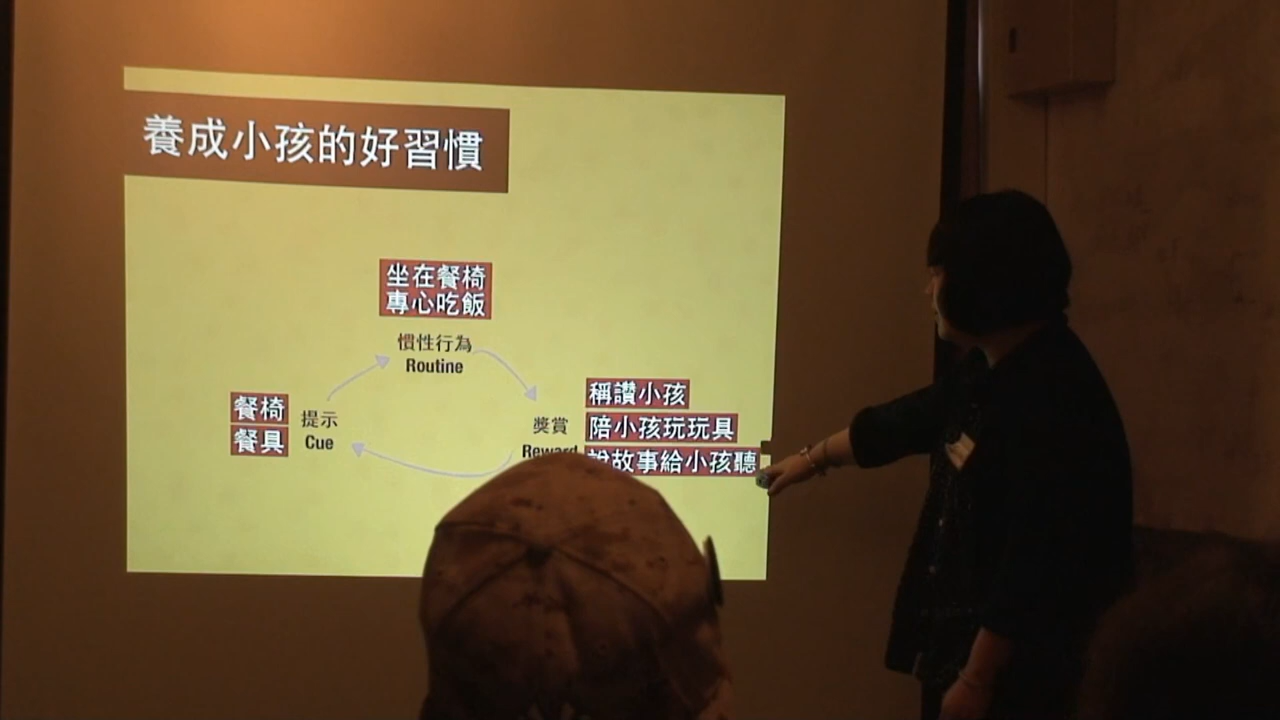 養成小孩的好習慣
坐在餐椅
專心吃飯
慣性行為
Routine
餐椅
餐具
提示
Cue
獎賞
Reward
稱讚小孩
陪小孩玩玩具
說故事給小孩聽